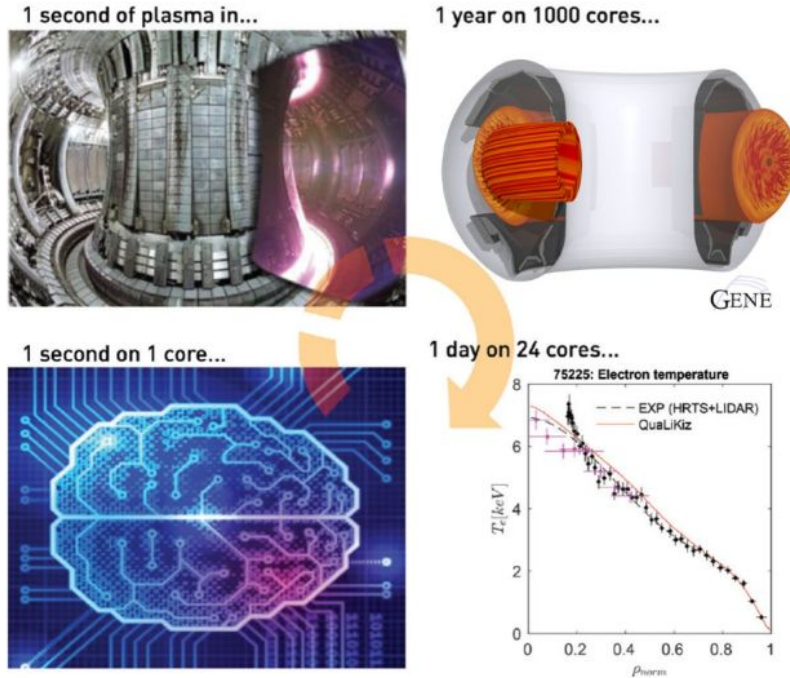 1 second of plasma in...
1 year on 1000 cores...
GENE
1 second on 1 core...
1 day on 24 cores...
75225: Electron temperature
8
EXP (HRTS+LIDAR)
QuaLiKiz
6
4
2
0
T_e[keV]
0
0.2
0.4
0.6
0.8
1
ρ_norm